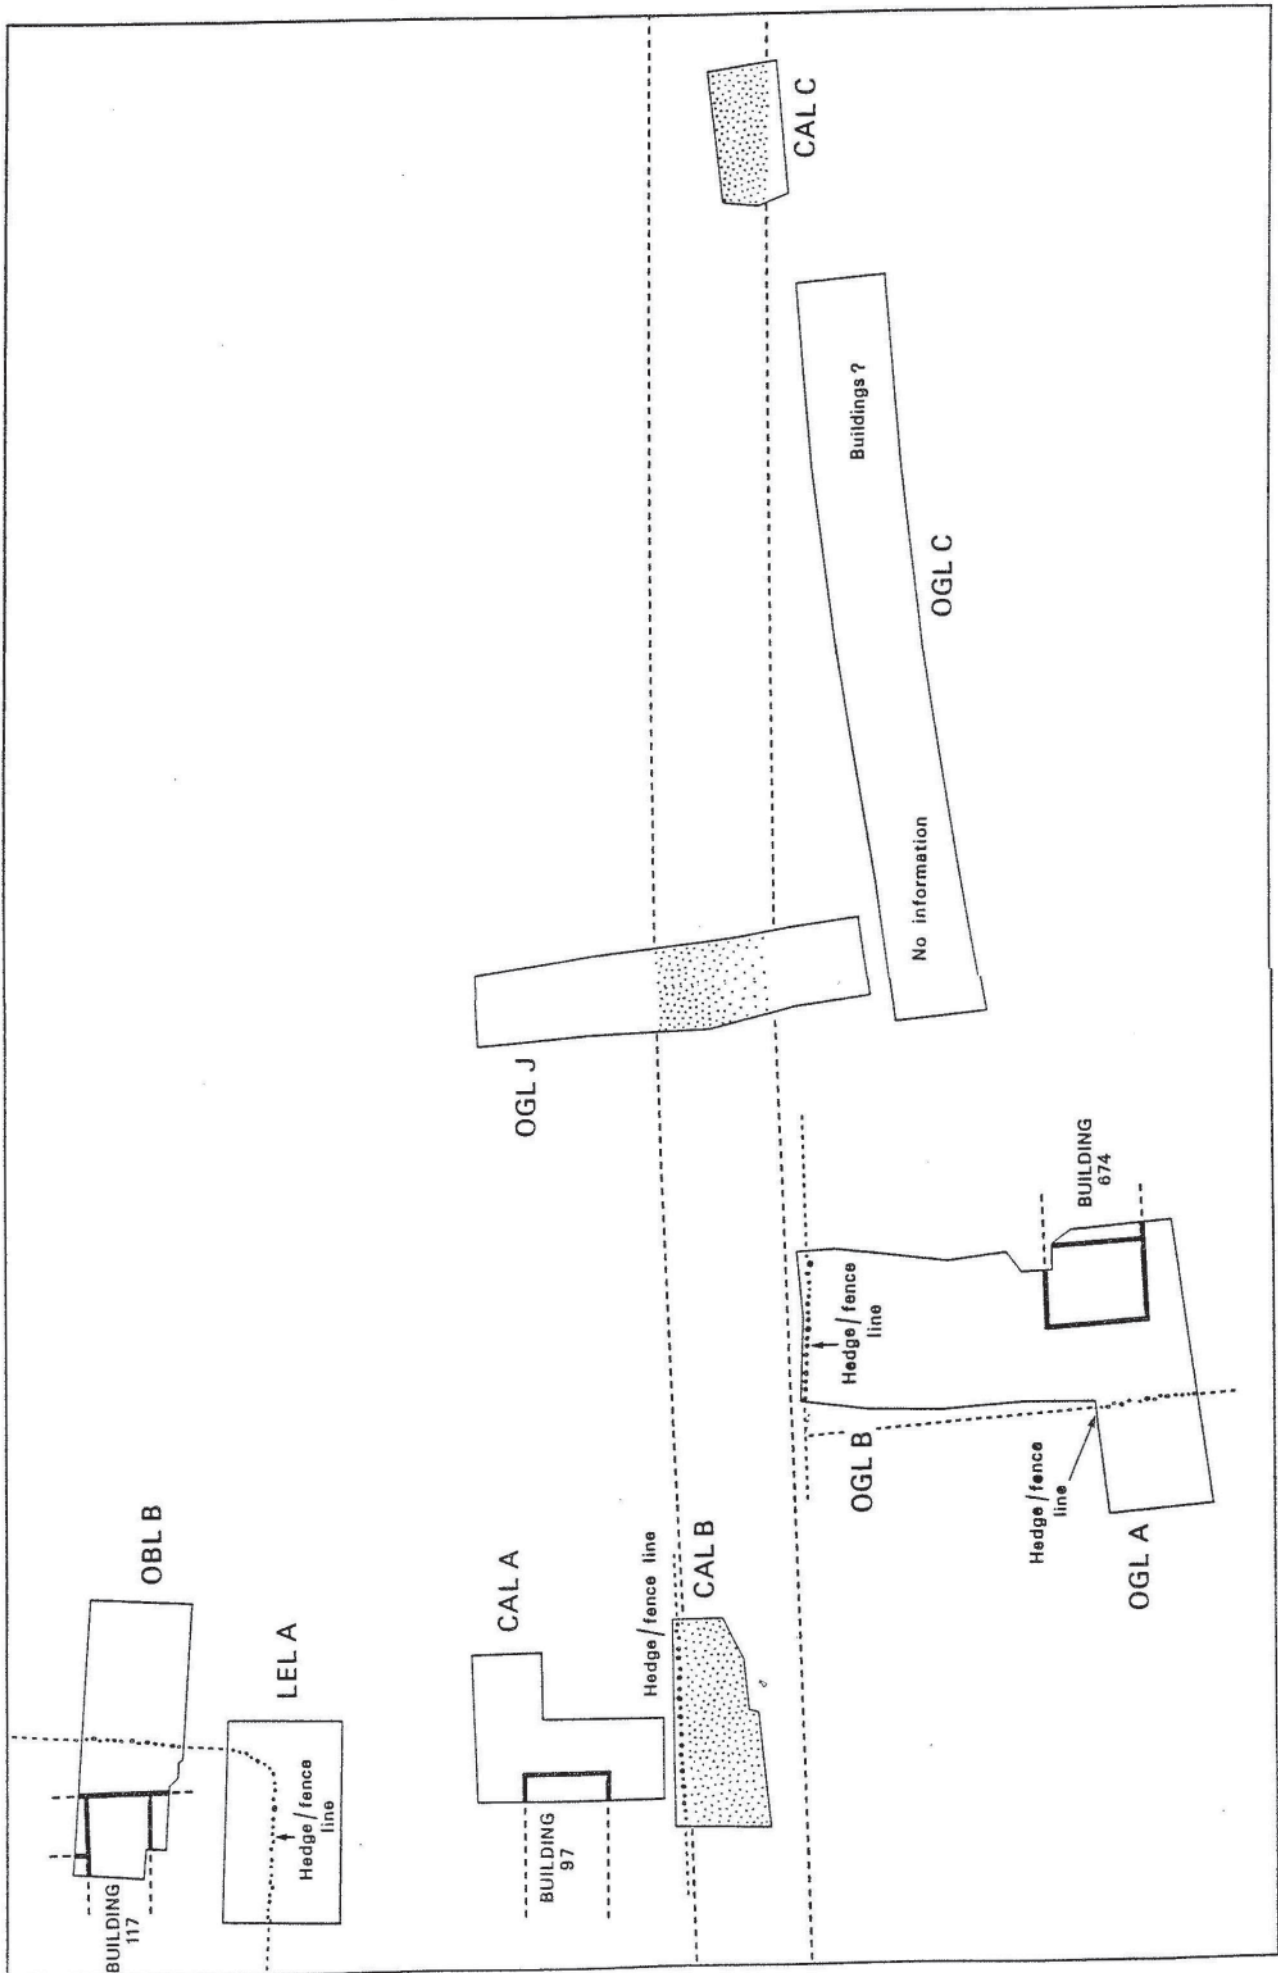 OBL B
BUILDING
117
LEL A
Hedge/fence
line
CAL A
BUILDING
97
Hedge/fence line
CAL B
OGL J
CAL C
Buildings?
No information
OGL C
OGL B
Hedge/fence
line
BUILDING
674
Hedge/fence
line
OGL A